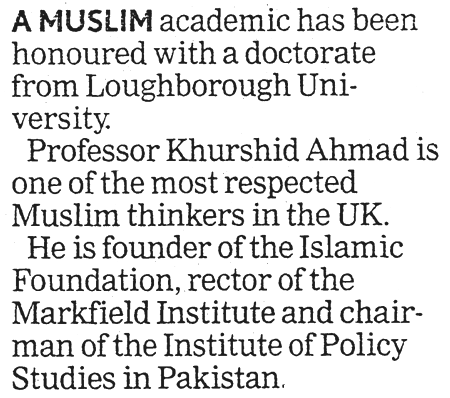 A MUSLIM academic has been
honoured with a doctorate
from Loughborough Uni-
versity.
Professor Khurshid Ahmad is
one of the most respected
Muslim thinkers in the UK.
He is founder of the Islamic
Foundation, rector of the
Markfield Institute and chair-
man of the Institute of Policy
Studies in Pakistan.